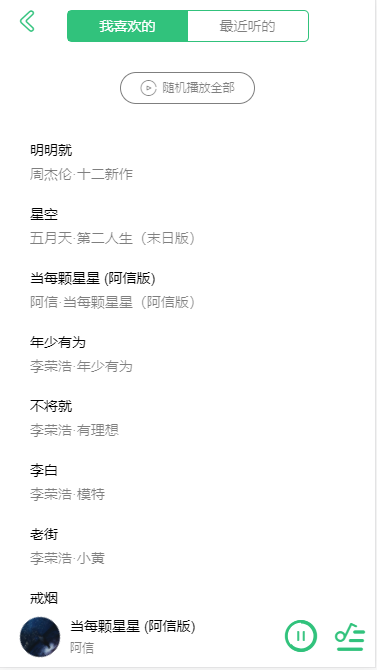 我喜欢的
最近听的
随机播放全部
明明就
周杰伦·十二新作
星空
五月天·第二人生（末日版）
当每颗星星 (阿信版)
阿信·当每颗星星（阿信版）
年少有为
李荣浩·年少有为
不将就
李荣浩·有理想
李白
李荣浩·模特
老街
李荣浩·小黄
戒烟
当每颗星星 (阿信版)
阿信